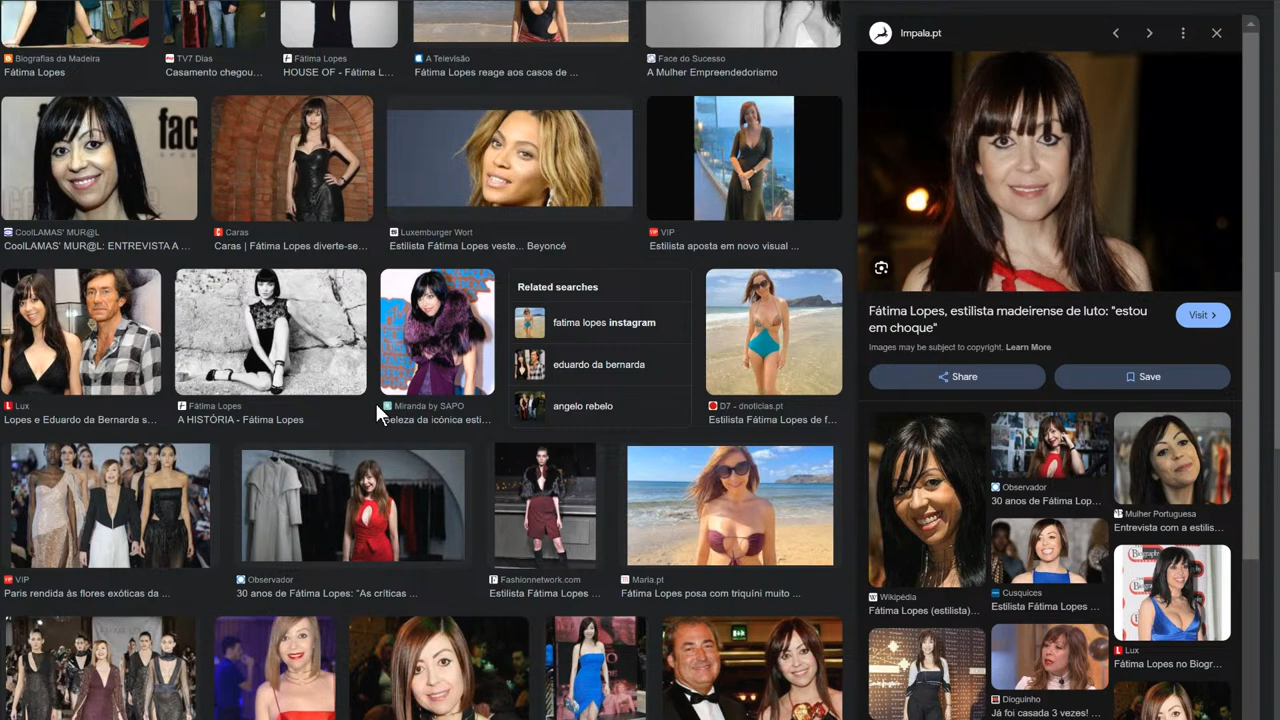 Biografias da Madeira
Fátima Lopes
TV7 Dias
Casamento chegou...
Fátima Lopes
HOUSE OF - Fátima L...
A Televisão
Fátima Lopes reage aos casos de ...
Face do Sucesso
A Mulher Empreendedorismo
CoolLAMAS' MUR@L
CoolLAMAS' MUR@L: ENTREVISTA A ...
Caras
Caras | Fátima Lopes diverte-se...
Luxemburger Wort
Estilista Fátima Lopes veste... Beyoncé
VIP
Estilista aposta em novo visual ...
Lux
Lopes e Eduardo da Bernarda s...
Fátima Lopes
A HISTÓRIA - Fátima Lopes
Miranda by SAPO
eleza da icónica esti...
Related searches
fatima lopes instagram
eduardo da bernarda
angelo rebelo
D7 - dnoticias.pt
Estilista Fátima Lopes de f...
VIP
Paris rendida ás flores exóticas da ...
Observador
30 anos de Fátima Lopes: "As críticas ...
Fashionnetwork.com
Estilista Fátima Lopes ...
Maria.pt
Fátima Lopes posa com triquíni muito ...
Impala.pt
Fátima Lopes, estilista madeirense de luto: "estou
em choque"
Visit
Images may be subject to copyright. Learn More
Share
Save
Wikipédia
Fátima Lopes (estilista)...
Observador
30 anos de Fátima Lop...
Mulher Portuguesa
Entrevista com a estilis...
Cusquices
Estilista Fátima Lopes ...
Biography
Lux
Fátima Lopes no Biogr...
Dioguinho
Já foi casada 3 vezes! ...